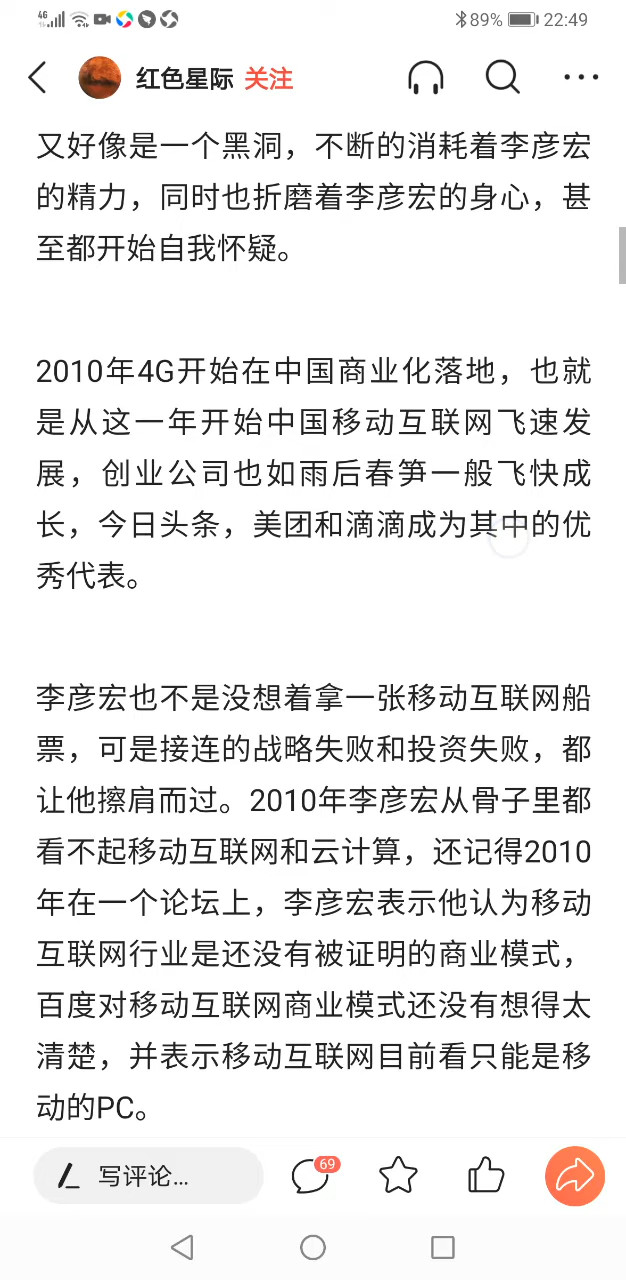 46 89% 22:49
红色星际 关注
又好像是一个黑洞，不断的消耗着李彦宏
的精力，同时也折磨着李彦宏的身心，甚
至都开始自我怀疑。
2010年4G开始在中国商业化落地，也就
是从这一年开始中国移动互联网飞速发
展，创业公司也如雨后春笋一般飞快成
长，今日头条，美团和滴滴成为其中的优
秀代表。
李彦宏也不是没想着拿一张移动互联网船
票，可是接连的战略失败和投资失败，都
让他擦肩而过。2010年李彦宏从骨子里都
看不起移动互联网和云计算，还记得2010
年在一个论坛上，李彦宏表示他认为移动
互联网行业是还没有被证明的商业模式，
百度对移动互联网商业模式还没有想得太
清楚，并表示移动互联网目前看只能是移
动的PC。
写评论... 69